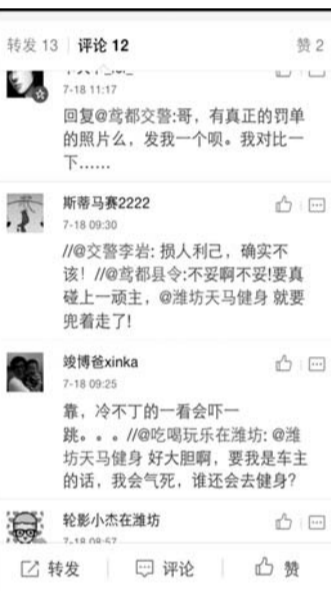 转发 13 评论 12 赞 2
7-18 11:17
回复@鸢都交警:哥，有真正的罚单
的照片么，发我一个呗。我对比一
下……
斯蒂马赛2222
7-18 09:30
//@交警李岩: 损人利己，确实不
该！//@鸢都县令:不妥啊不妥!要真
碰上一顽主，@潍坊天马健身 就要
兜着走了!
竣博爸xinka
7-18 09:25
靠，冷不丁的一看会吓一
跳。。。//@吃喝玩乐在潍坊: @潍
坊天马健身 好大胆啊，要我是车主
的话，我会气死，谁还会去健身？
轮影小杰在潍坊
7-18 08:57
转发 评论 赞